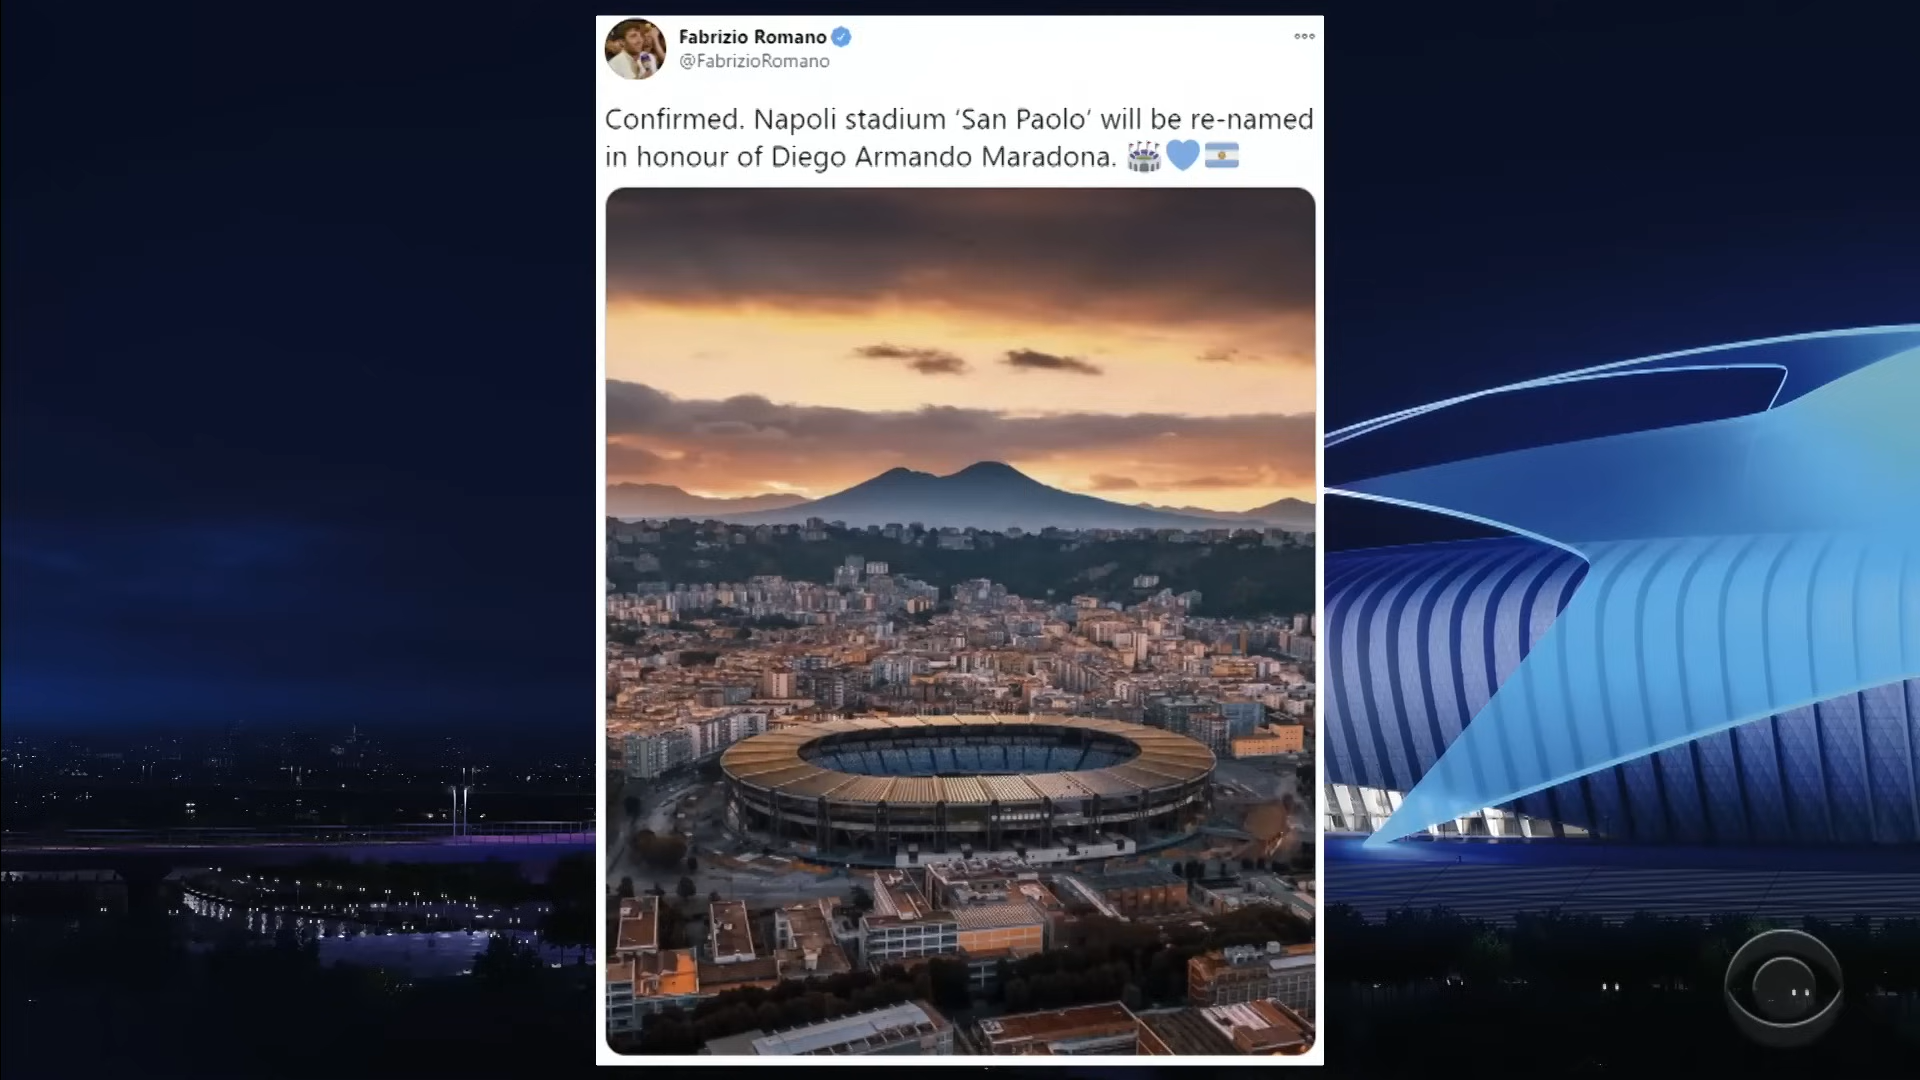 Fabrizio Romano
@FabrizioRomano
Confirmed. Napoli stadium ‘San Paolo’ will be re-named
in honour of Diego Armando Maradona. 🏟️💙🇦🇷